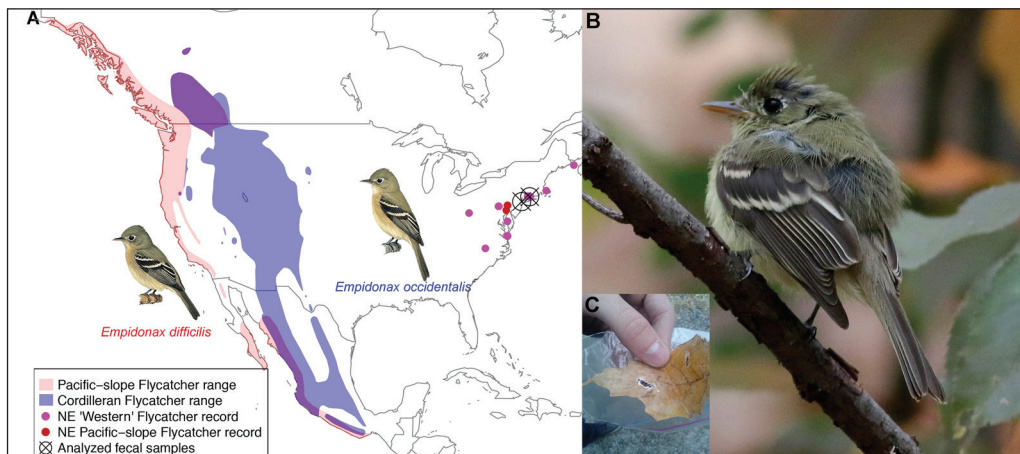 A
B
Empidonax occidentalis
Empidonax difficilis
C
Pacific–slope Flycatcher range
Cordilleran Flycatcher range
NE 'Western' Flycatcher record
NE Pacific–slope Flycatcher record
Analyzed fecal samples